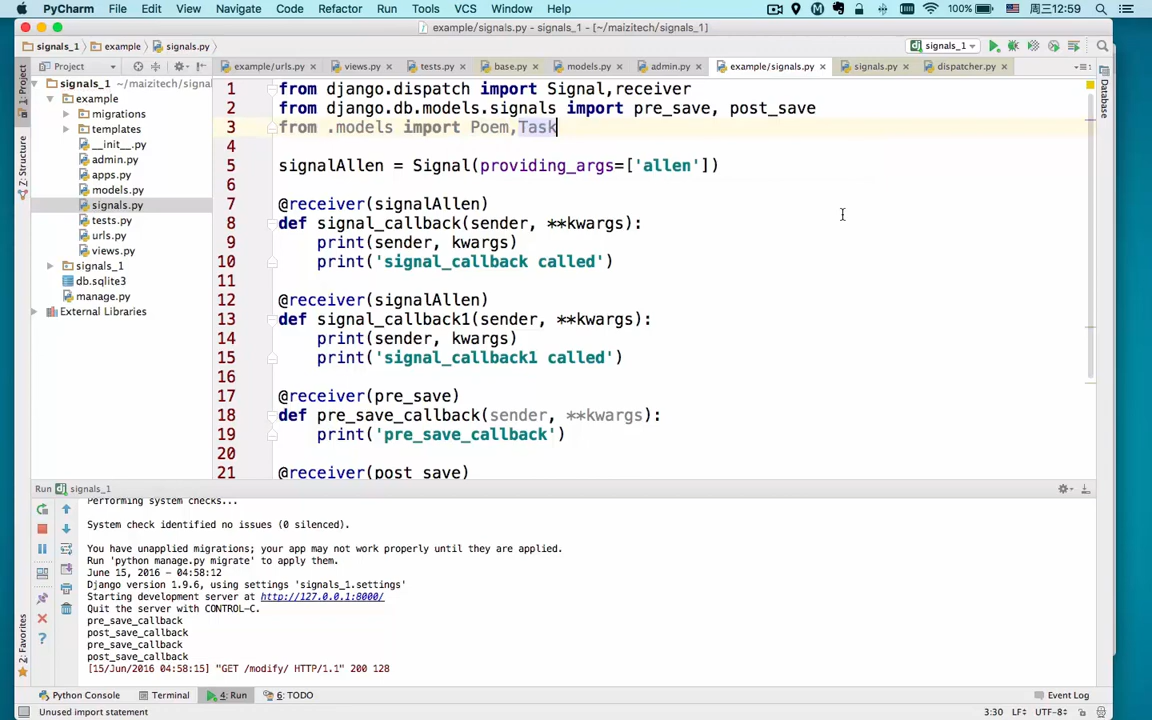 PyCharm File Edit View Navigate Code Refactor Run Tools VCS Window Help 100% 周三12:59
signals.py - signals_1 - [~/maizitech/signals_1]
signals_1 example signals.py signals_1
Project example/urls.py views.py tests.py base.py models.py admin.py example/signals.py signals.py dispatcher.py
1: Project
Z: Structure
2: Favorites
Database
signals_1 ~/maizitech/signal
example
migrations
templates
__init__.py
admin.py
apps.py
models.py
signals.py
tests.py
urls.py
views.py
signals_1
db.sqlite3
manage.py
External Libraries
1 from django.dispatch import Signal,receiver
2 from django.db.models.signals import pre_save, post_save
3 from .models import Poem,Task
4
5 signalAllen = Signal(providing_args=['allen'])
6
7 @receiver(signalAllen)
8 def signal_callback(sender, **kwargs):
9 print(sender, kwargs)
10 print('signal_callback called')
11
12 @receiver(signalAllen)
13 def signal_callback1(sender, **kwargs):
14 print(sender, kwargs)
15 print('signal_callback1 called')
16
17 @receiver(pre_save)
18 def pre_save_callback(sender, **kwargs):
19 print('pre_save_callback')
20
21 @receiver(post_save)
Run signals_1
Performing system checks...
System check identified no issues (0 silenced).
You have unapplied migrations; your app may not work properly until they are applied.
Run 'python manage.py migrate' to apply them.
June 15, 2016 - 04:58:12
Django version 1.9.6, using settings 'signals_1.settings'
Starting development server at http://127.0.0.1:8000/
Quit the server with CONTROL-C.
pre_save_callback
post_save_callback
pre_save_callback
post_save_callback
[15/Jun/2016 04:58:15] "GET /modify/ HTTP/1.1" 200 128
Python Console Terminal 4: Run 6: TODO Event Log
Unused import statement 3:30 LF UTF-8